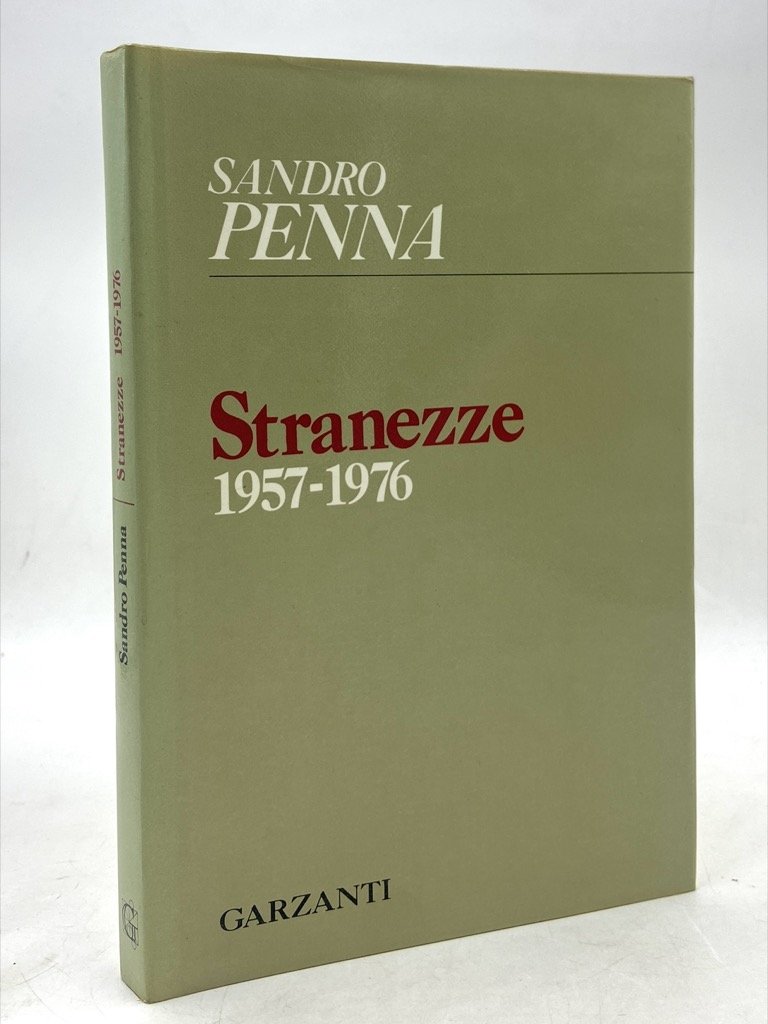 SANDRO
PENNA
Stranezze
1957-1976
GARZANTI
Sandro Penna | Stranezze 1957-1976